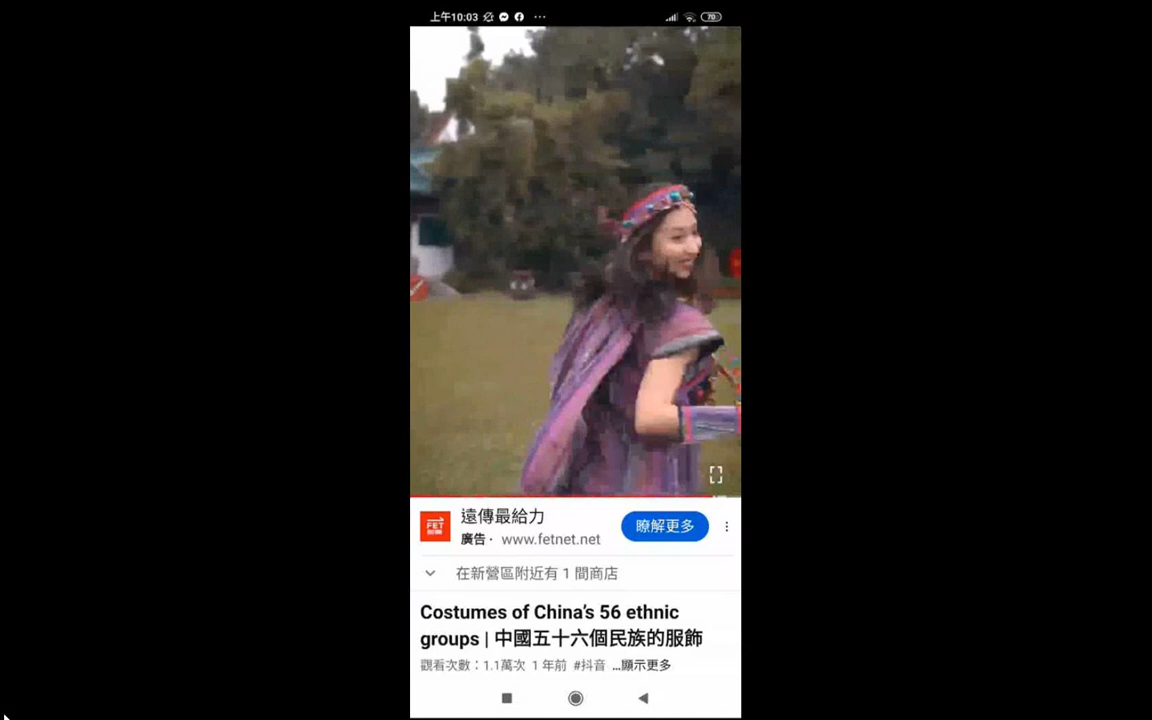 上午10:03
70
遠傳最給力
FET
廣告 · www.fetnet.net
瞭解更多
在新營區附近有 1 間商店
Costumes of China's 56 ethnic
groups | 中國五十六個民族的服飾
觀看次數：1.1萬次 1 年前 #抖音 ...顯示更多